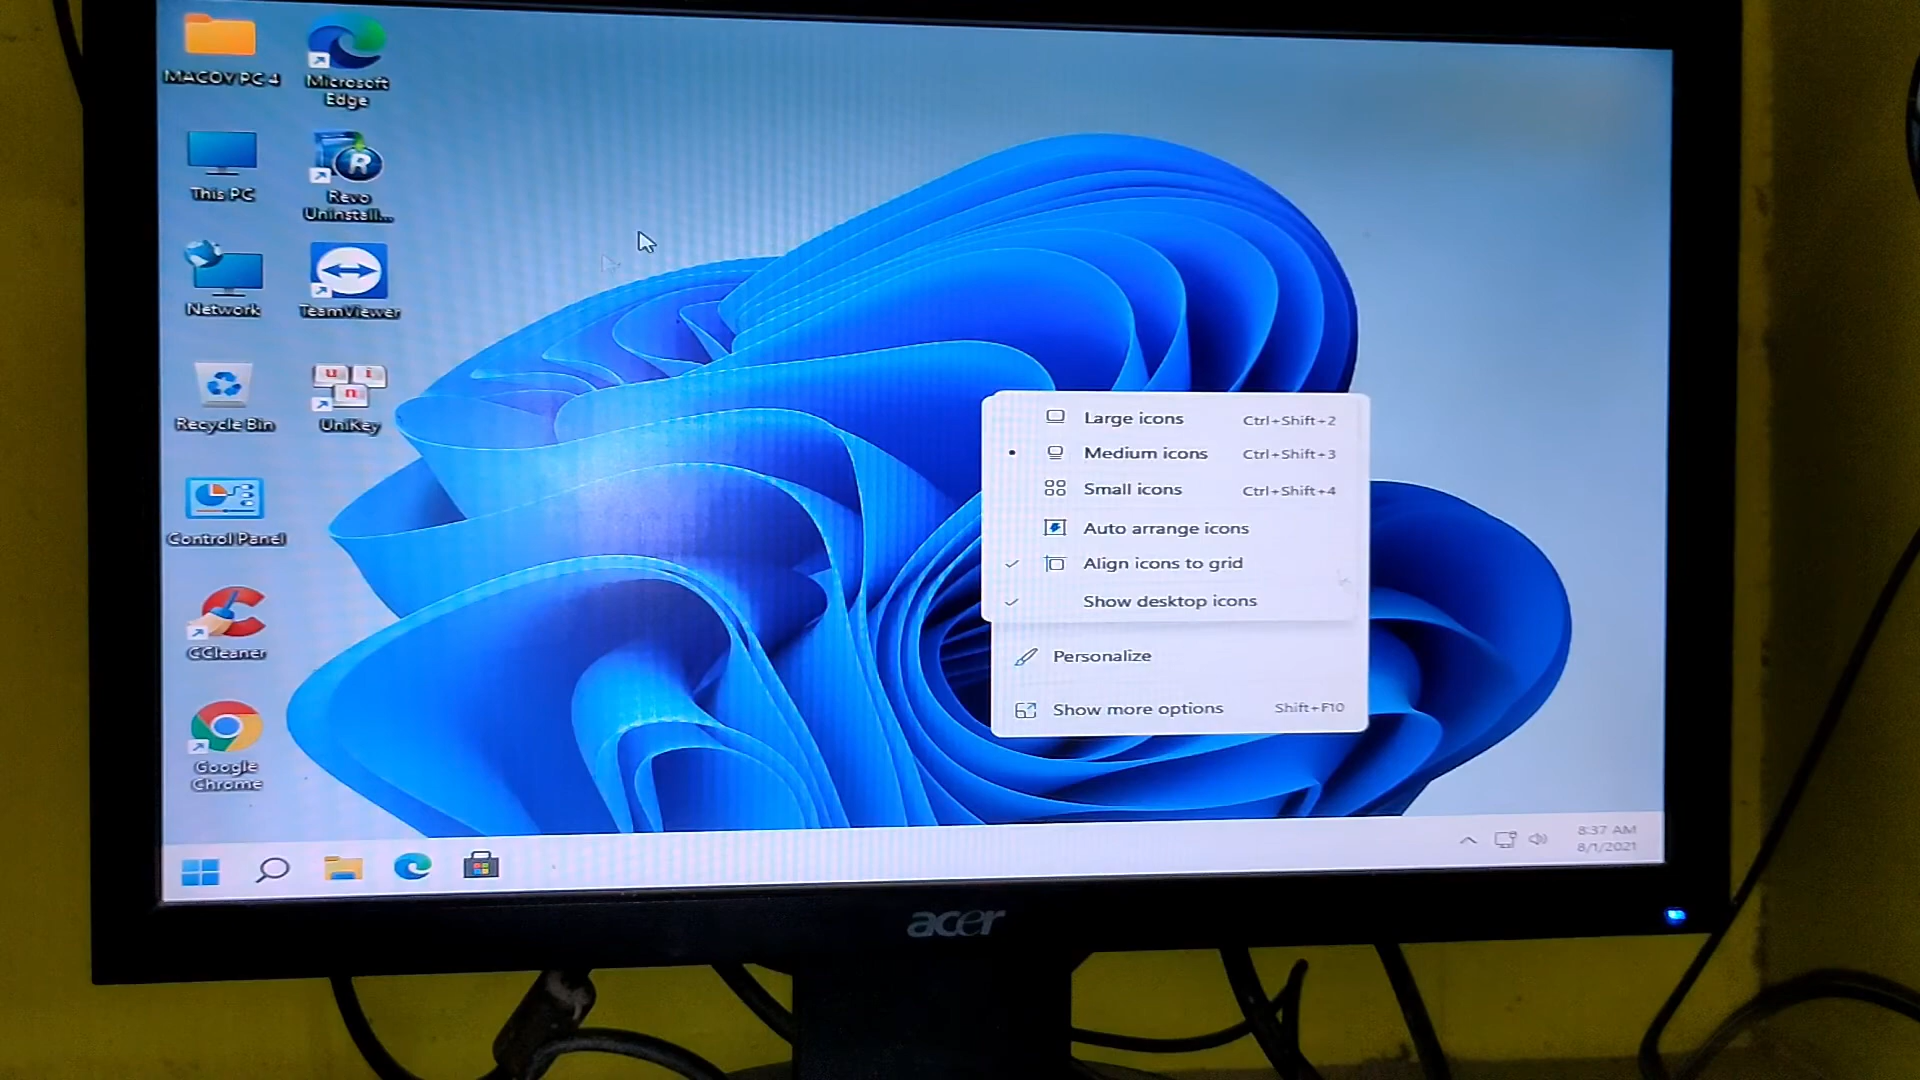 MACOV PC 4
Microsoft
Edge
This PC
Revo
Uninstall...
Network
TeamViewer
Recycle Bin
u i
n
UniKey
Control Panel
CCleaner
Google
Chrome
Large icons Ctrl+Shift+2
Medium icons Ctrl+Shift+3
Small icons Ctrl+Shift+4
Auto arrange icons
Align icons to grid
Show desktop icons
Personalize
Show more options Shift+F10
8:37 AM
8/1/2021
acer